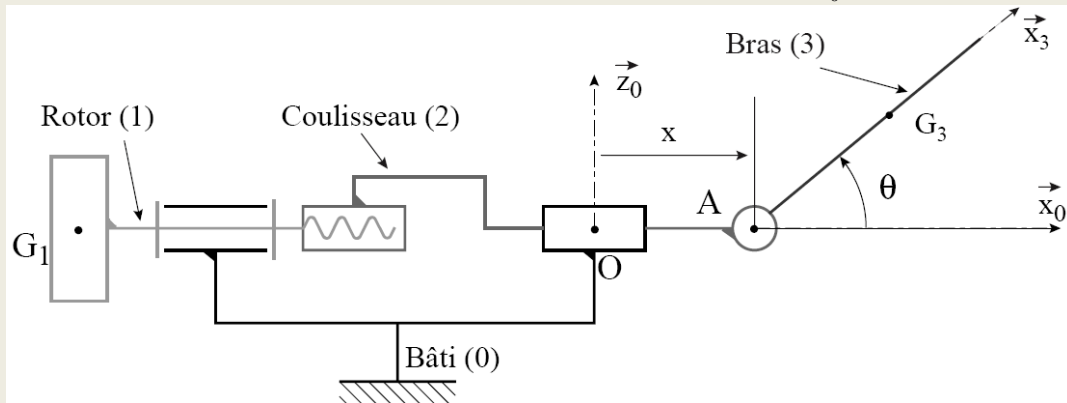 x₃
Bras (3)
z₀
Rotor (1)
Coulisseau (2)
x
G₃
θ
A
x₀
G₁
O
Bâti (0)